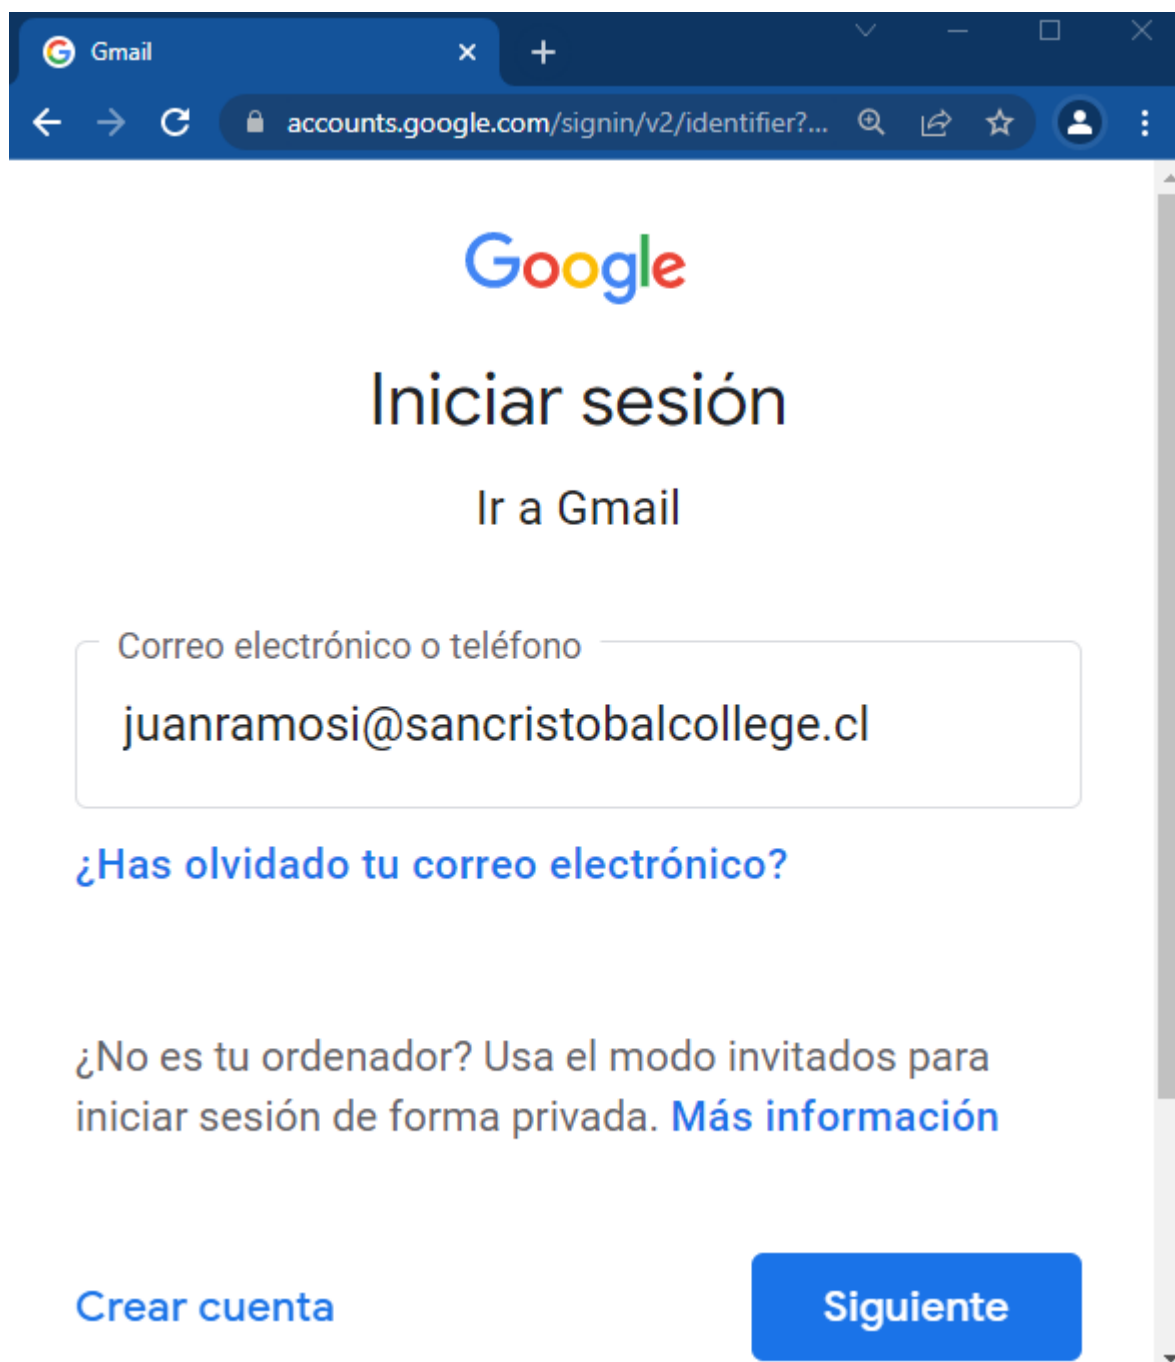 Gmail
accounts.google.com/signin/v2/identifier?...
Google
Iniciar sesión
Ir a Gmail
Correo electrónico o teléfono
juanramosi@sancristobalcollege.cl
¿Has olvidado tu correo electrónico?
¿No es tu ordenador? Usa el modo invitados para
iniciar sesión de forma privada. Más información
Crear cuenta Siguiente